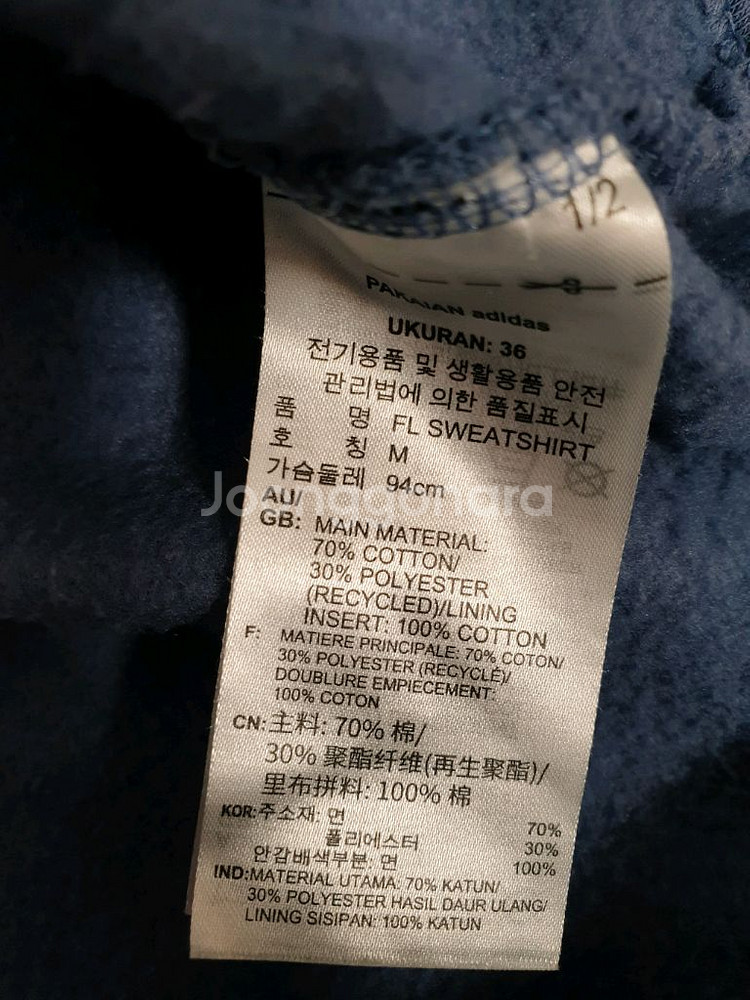 1/2
PAKAIAN adidas
UKURAN: 36
전기용품 및 생활용품 안전
관리법에 의한 품질표시
품 명 FL SWEATSHIRT
호 칭 M
가슴둘레 94cm
Joonggonara
AU/
GB: MAIN MATERIAL:
70% COTTON/
30% POLYESTER
(RECYCLED)/LINING
INSERT: 100% COTTON
F: MATIERE PRINCIPALE: 70% COTON/
30% POLYESTER (RECYCLÉ)/
DOUBLURE EMPIECEMENT:
100% COTON
CN: 主料: 70% 棉/
30% 聚酯纤维(再生聚酯)/
里布拼料: 100% 棉
KOR: 주소재: 면 70%
폴리에스터 30%
안감배색부분: 면 100%
IND: MATERIAL UTAMA: 70% KATUN/
30% POLYESTER HASIL DAUR ULANG/
LINING SISIPAN: 100% KATUN